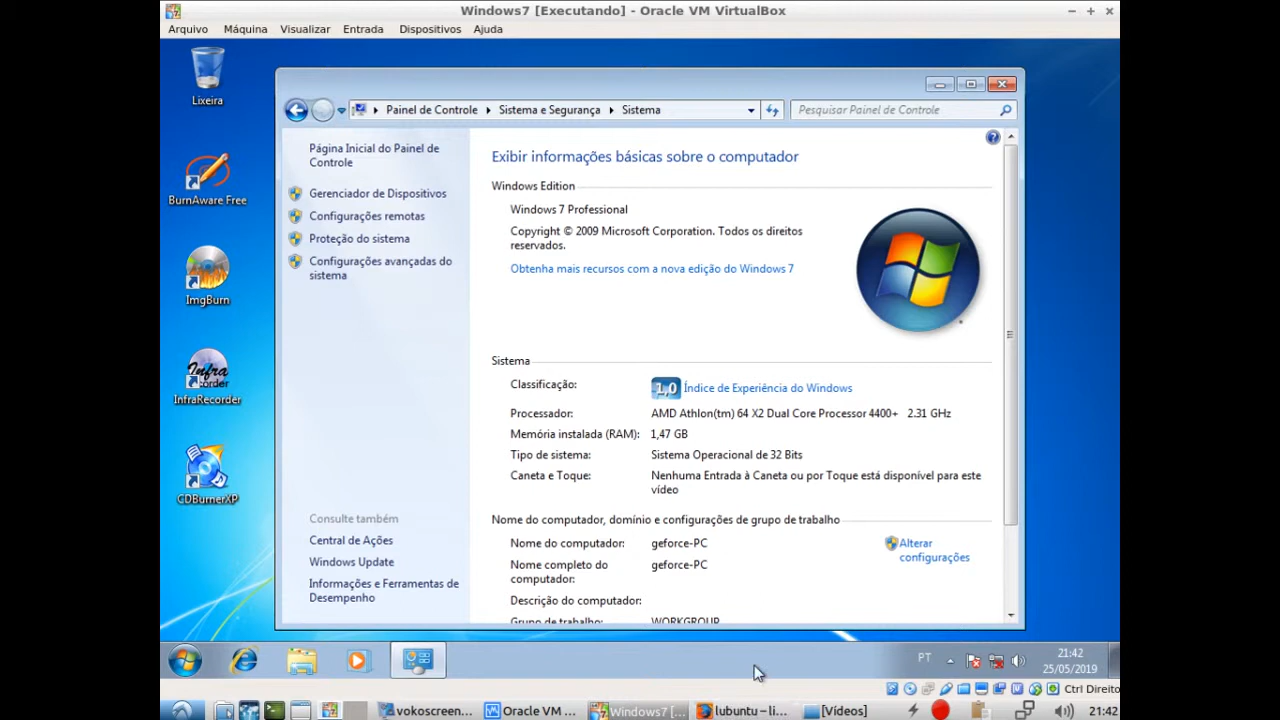 Windows7 [Executando] - Oracle VM VirtualBox
Arquivo Máquina Visualizar Entrada Dispositivos Ajuda
Lixeira
BurnAware Free
ImgBurn
InfraRecorder
CDBurnerXP
Painel de Controle Sistema e Segurança Sistema
Pesquisar Painel de Controle
Página Inicial do Painel de
Controle
Gerenciador de Dispositivos
Configurações remotas
Proteção do sistema
Configurações avançadas do
sistema
Consulte também
Central de Ações
Windows Update
Informações e Ferramentas de
Desempenho
Exibir informações básicas sobre o computador
Windows Edition
Windows 7 Professional
Copyright © 2009 Microsoft Corporation. Todos os direitos
reservados.
Obtenha mais recursos com a nova edição do Windows 7
Sistema
Classificação: 1,0 Índice de Experiência do Windows
Processador: AMD Athlon(tm) 64 X2 Dual Core Processor 4400+ 2.31 GHz
Memória instalada (RAM): 1,47 GB
Tipo de sistema: Sistema Operacional de 32 Bits
Caneta e Toque: Nenhuma Entrada à Caneta ou por Toque está disponível para este
vídeo
Nome do computador, domínio e configurações de grupo de trabalho
Nome do computador: geforce-PC
Alterar
configurações
Nome completo do
computador:
geforce-PC
Descrição do computador:
Grupo de trabalho: WORKGROUP
PT
21:42
25/05/2019
Ctrl Direito
vokoscreen... Oracle VM ... Windows7 [... lubuntu – li... [Vídeos] 21:42